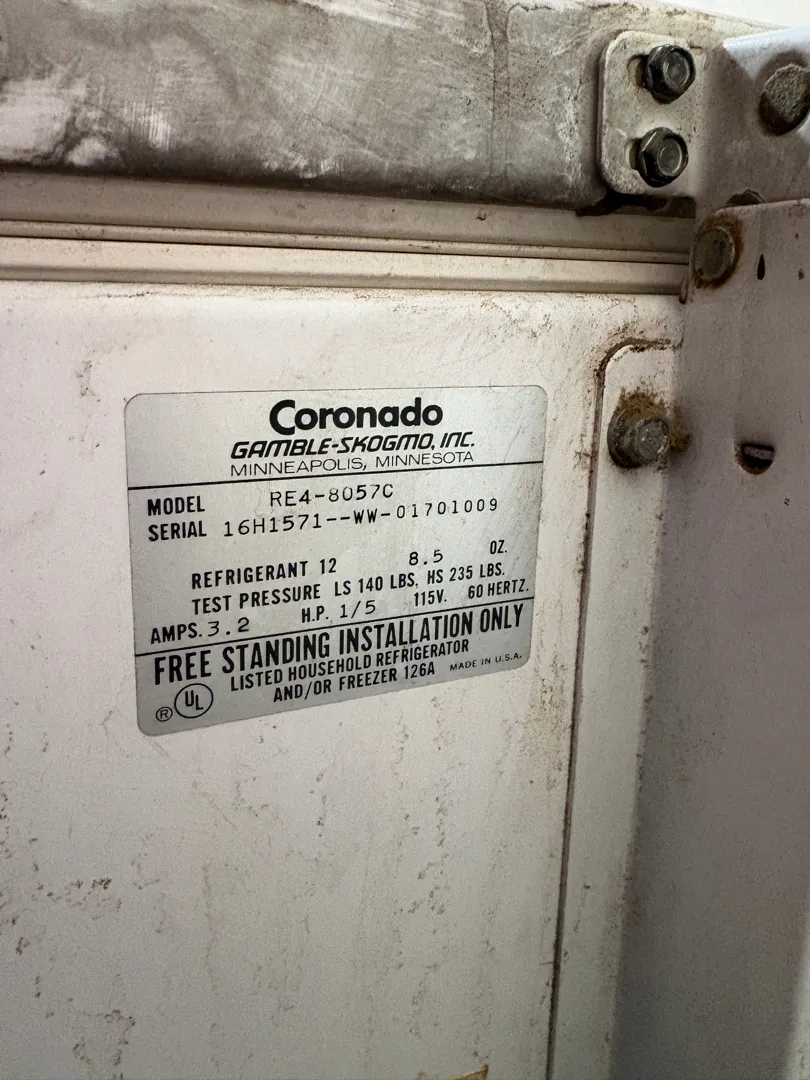 Coronado
GAMBLE-SKOGMO, INC.
MINNEAPOLIS, MINNESOTA
MODEL RE4-8057C
SERIAL 16H1571--WW-01701009
REFRIGERANT 12 8.5 OZ.
TEST PRESSURE LS 140 LBS. HS 235 LBS.
AMPS. 3.2 H.P. 1/5 115V. 60 HERTZ.
FREE STANDING INSTALLATION ONLY
® UL LISTED HOUSEHOLD REFRIGERATOR
AND/OR FREEZER 126A MADE IN U.S.A.